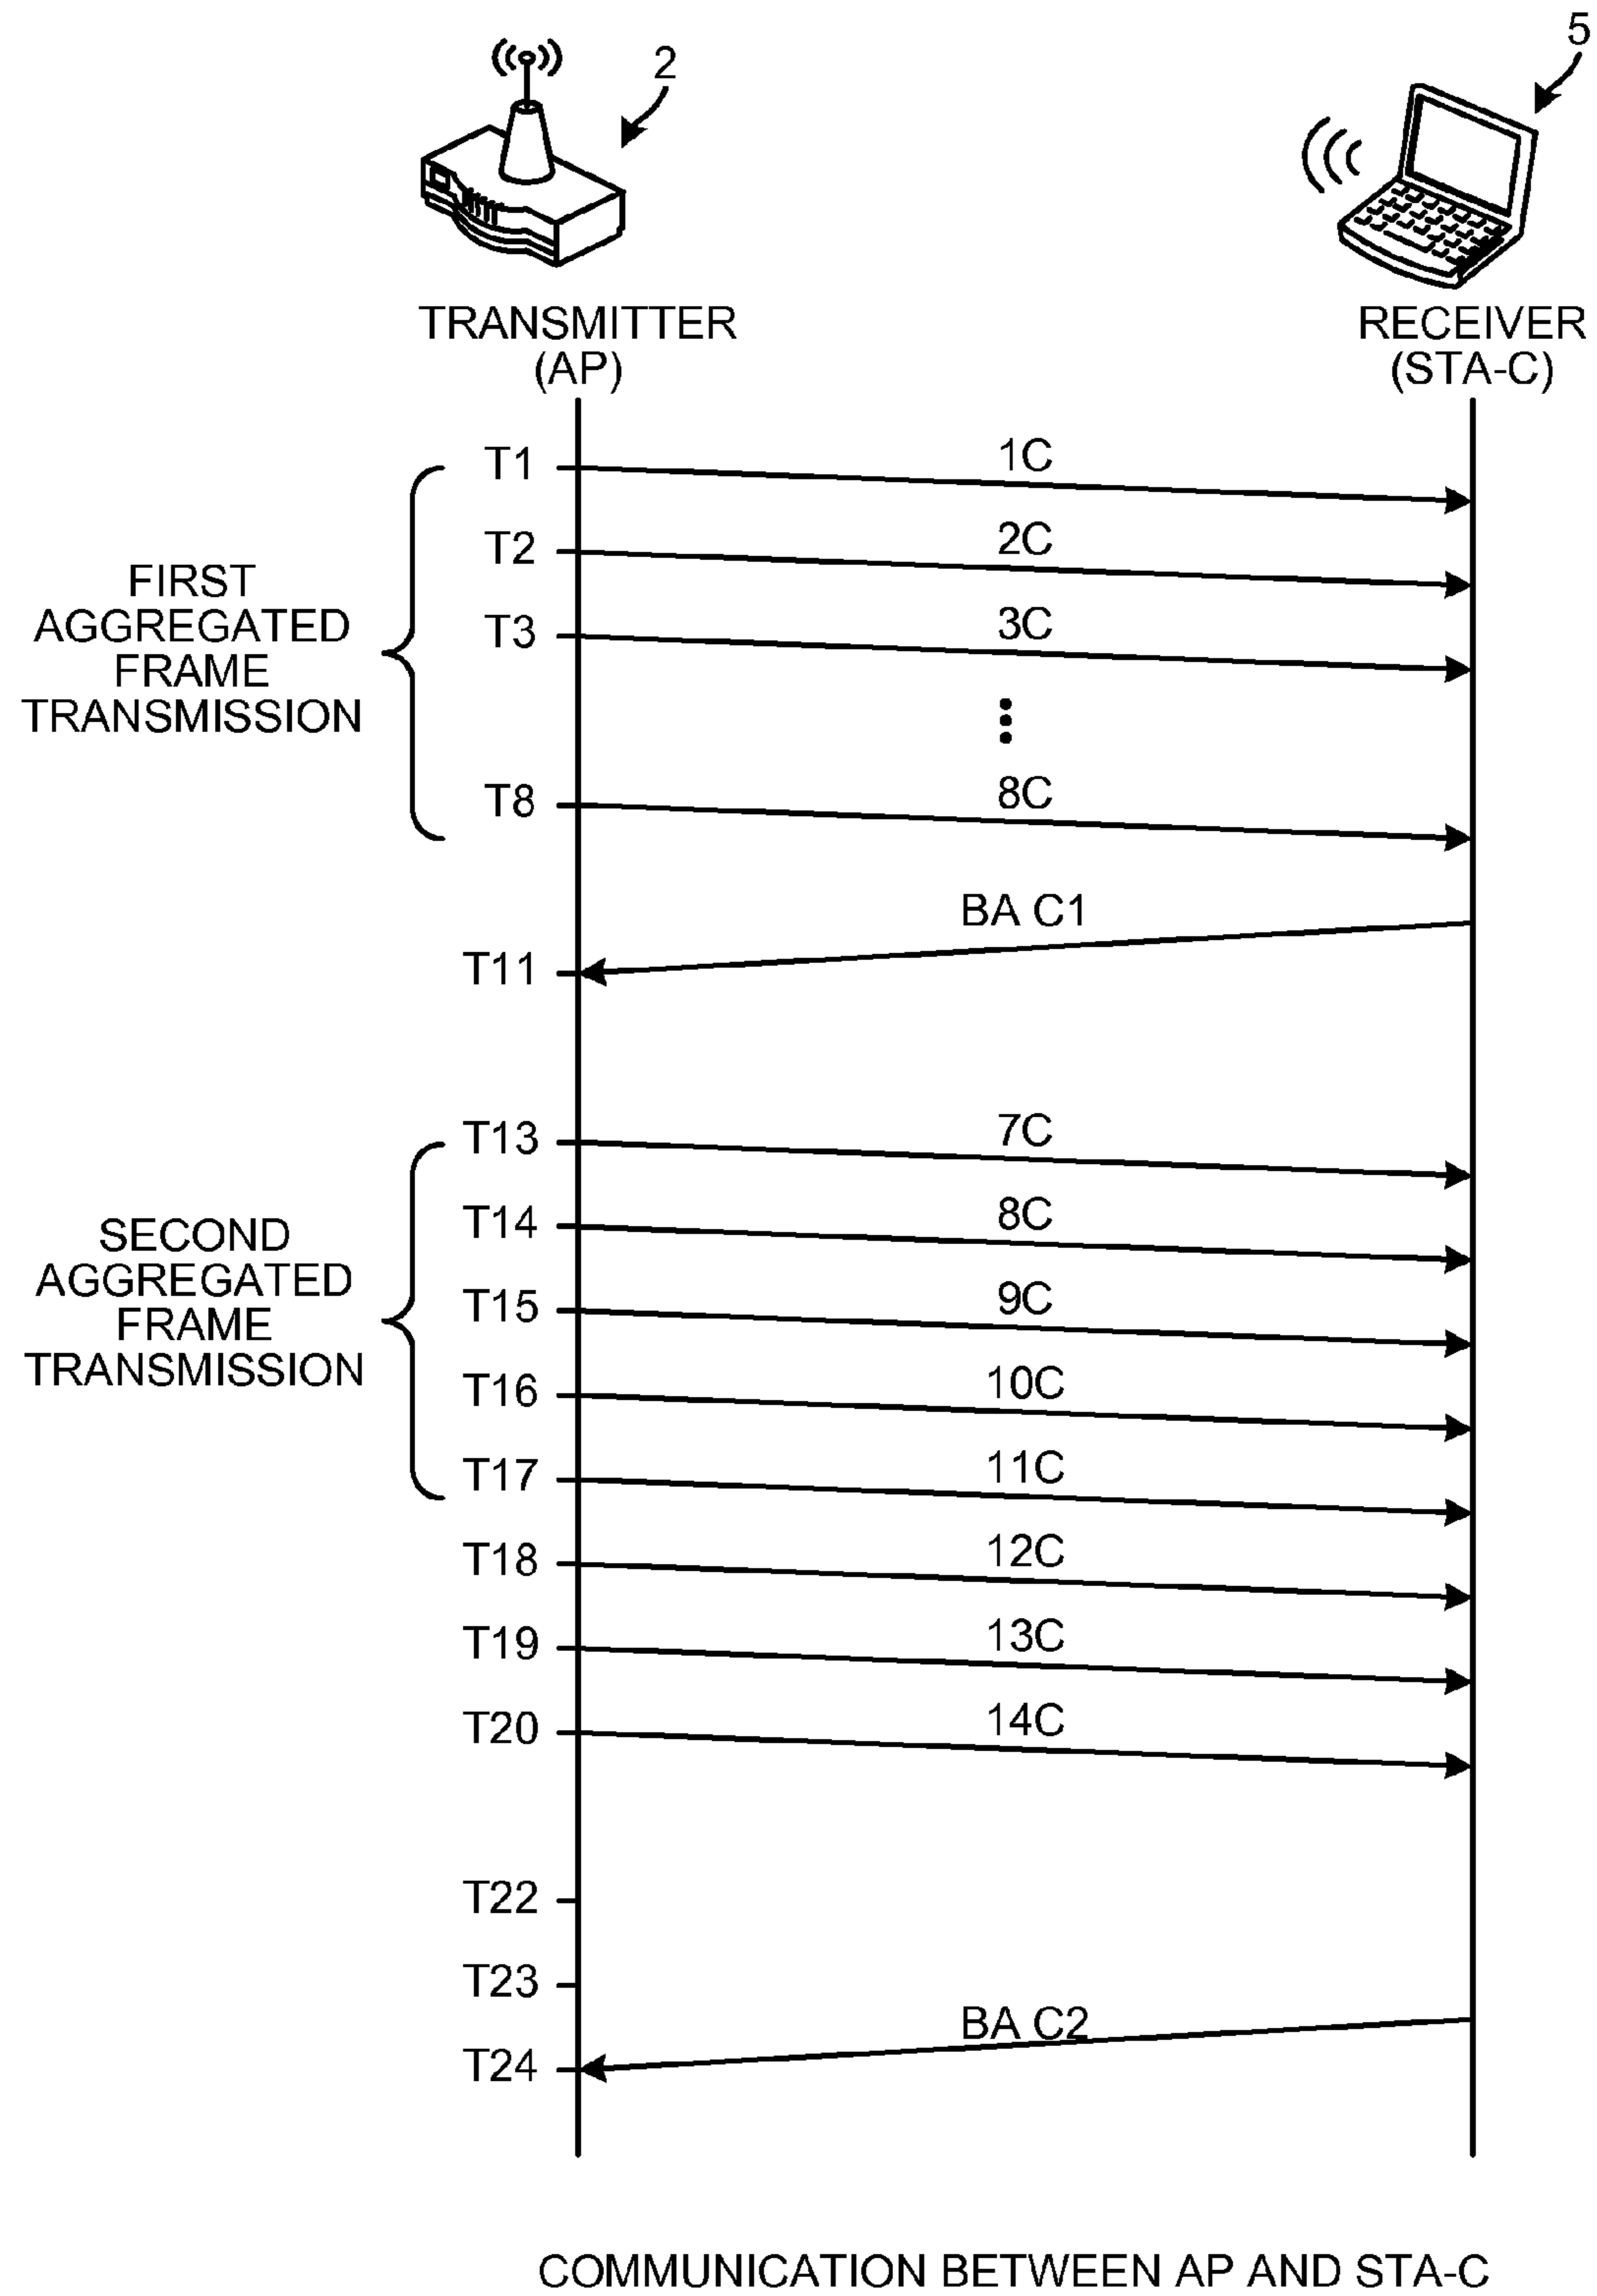 2
5
TRANSMITTER
(AP)
RECEIVER
(STA-C)
T1
1C
T2
2C
FIRST
AGGREGATED
FRAME
TRANSMISSION
T3
3C
T8
8C
BA C1
T11
T13
7C
T14
8C
SECOND
AGGREGATED
FRAME
TRANSMISSION
T15
9C
T16
10C
T17
11C
T18
12C
T19
13C
T20
14C
T22
T23
BA C2
T24
COMMUNICATION BETWEEN AP AND STA-C